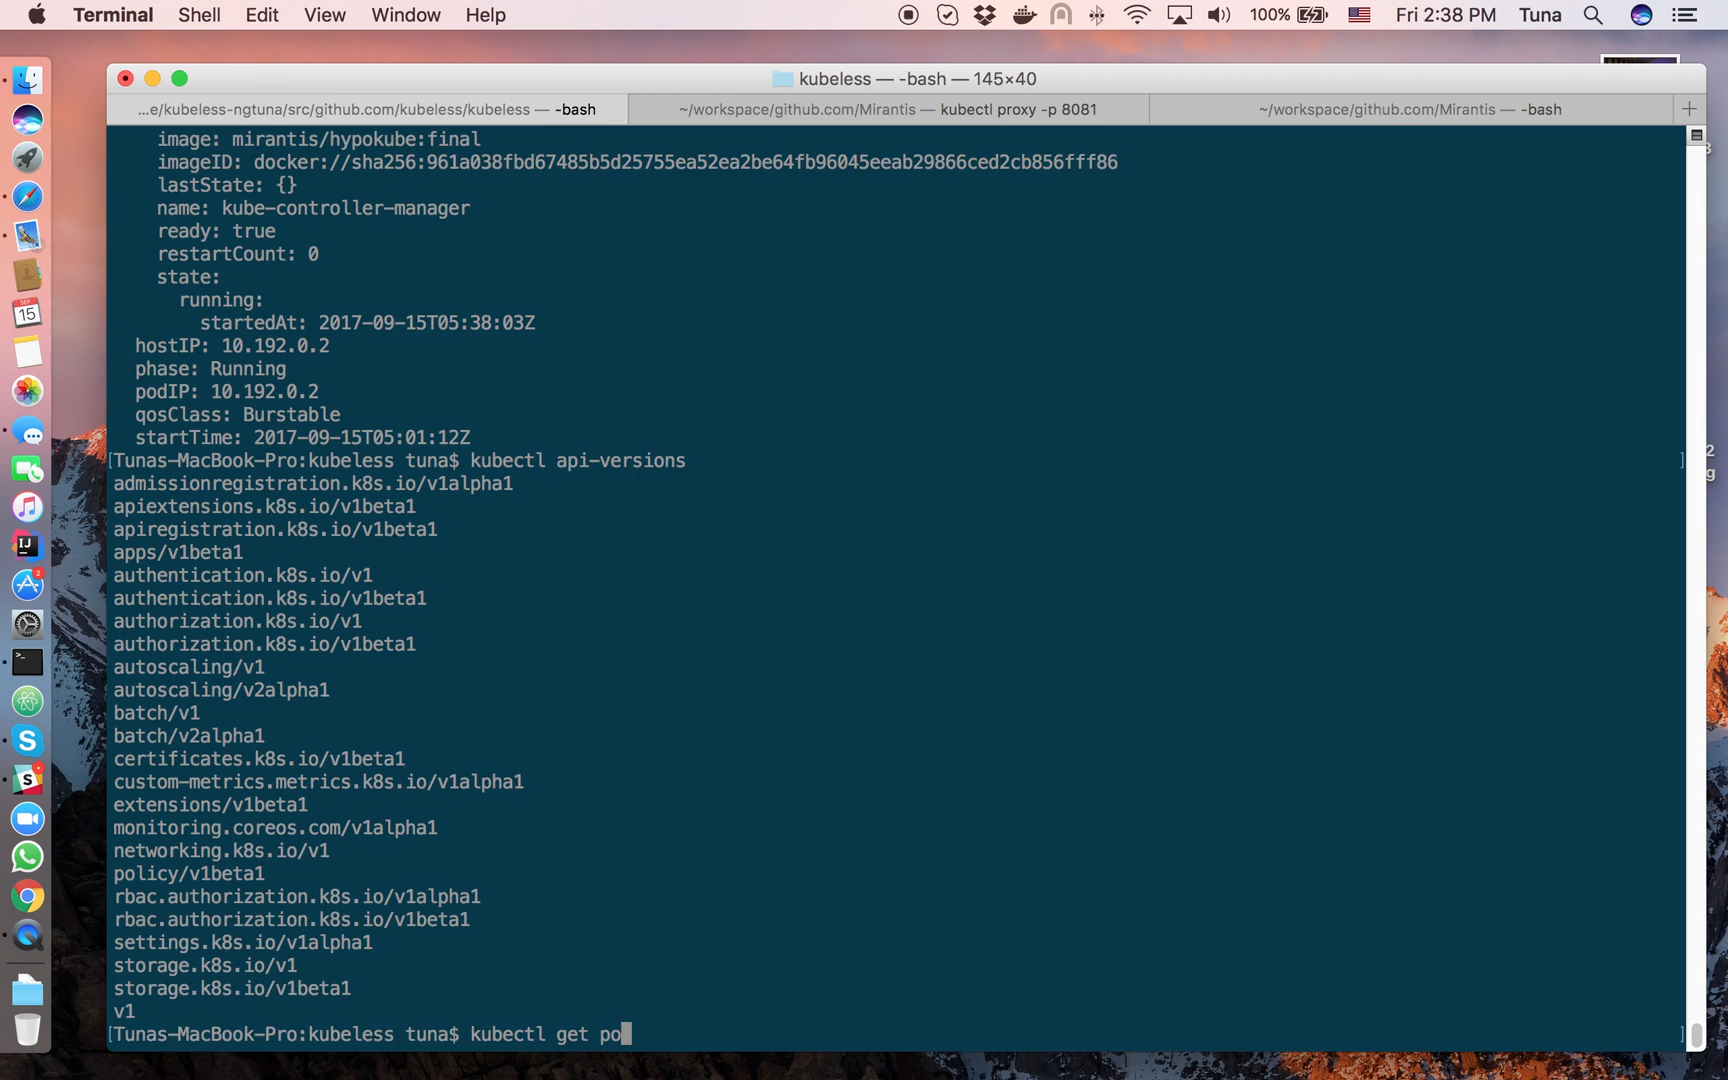 Terminal Shell Edit View Window Help 100% Fri 2:38 PM Tuna
kubeless — -bash — 145×40
...e/kubeless-ngtuna/src/github.com/kubeless/kubeless — -bash
~/workspace/github.com/Mirantis — kubectl proxy -p 8081
~/workspace/github.com/Mirantis — -bash
image: mirantis/hypokube:final
imageID: docker://sha256:961a038fbd67485b5d25755ea52ea2be64fb96045eeab29866ced2cb856fff86
lastState: {}
name: kube-controller-manager
ready: true
restartCount: 0
state:
running:
startedAt: 2017-09-15T05:38:03Z
hostIP: 10.192.0.2
phase: Running
podIP: 10.192.0.2
qosClass: Burstable
startTime: 2017-09-15T05:01:12Z
[Tunas-MacBook-Pro:kubeless tuna$ kubectl api-versions ]
admissionregistration.k8s.io/v1alpha1
apiextensions.k8s.io/v1beta1
apiregistration.k8s.io/v1beta1
apps/v1beta1
authentication.k8s.io/v1
authentication.k8s.io/v1beta1
authorization.k8s.io/v1
authorization.k8s.io/v1beta1
autoscaling/v1
autoscaling/v2alpha1
batch/v1
batch/v2alpha1
certificates.k8s.io/v1beta1
custom-metrics.metrics.k8s.io/v1alpha1
extensions/v1beta1
monitoring.coreos.com/v1alpha1
networking.k8s.io/v1
policy/v1beta1
rbac.authorization.k8s.io/v1alpha1
rbac.authorization.k8s.io/v1beta1
settings.k8s.io/v1alpha1
storage.k8s.io/v1
storage.k8s.io/v1beta1
v1
[Tunas-MacBook-Pro:kubeless tuna$ kubectl get po ]
SEP
15
IJ
2
S
S